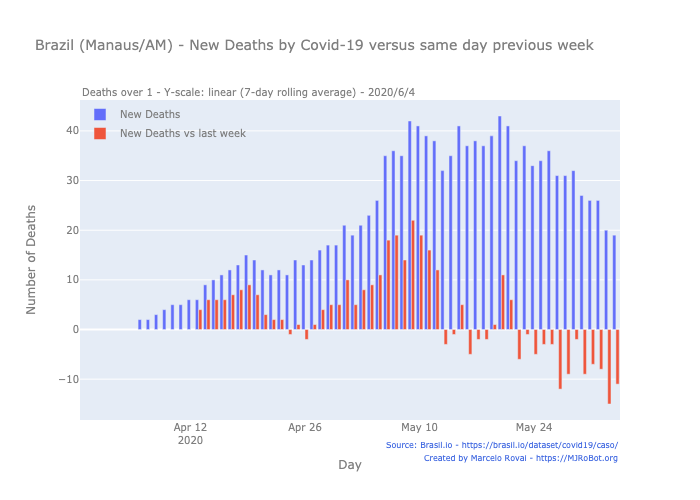 Brazil (Manaus/AM) - New Deaths by Covid-19 versus same day previous week
Deaths over 1 - Y-scale: linear (7-day rolling average) - 2020/6/4
New Deaths
New Deaths vs last week
40
30
20
10
0
−10
Number of Deaths
Apr 12
2020
Apr 26
May 10
May 24
Day
Source: Brasil.io - https://brasil.io/dataset/covid19/caso/
Created by Marcelo Rovai - https://MJRoBot.org